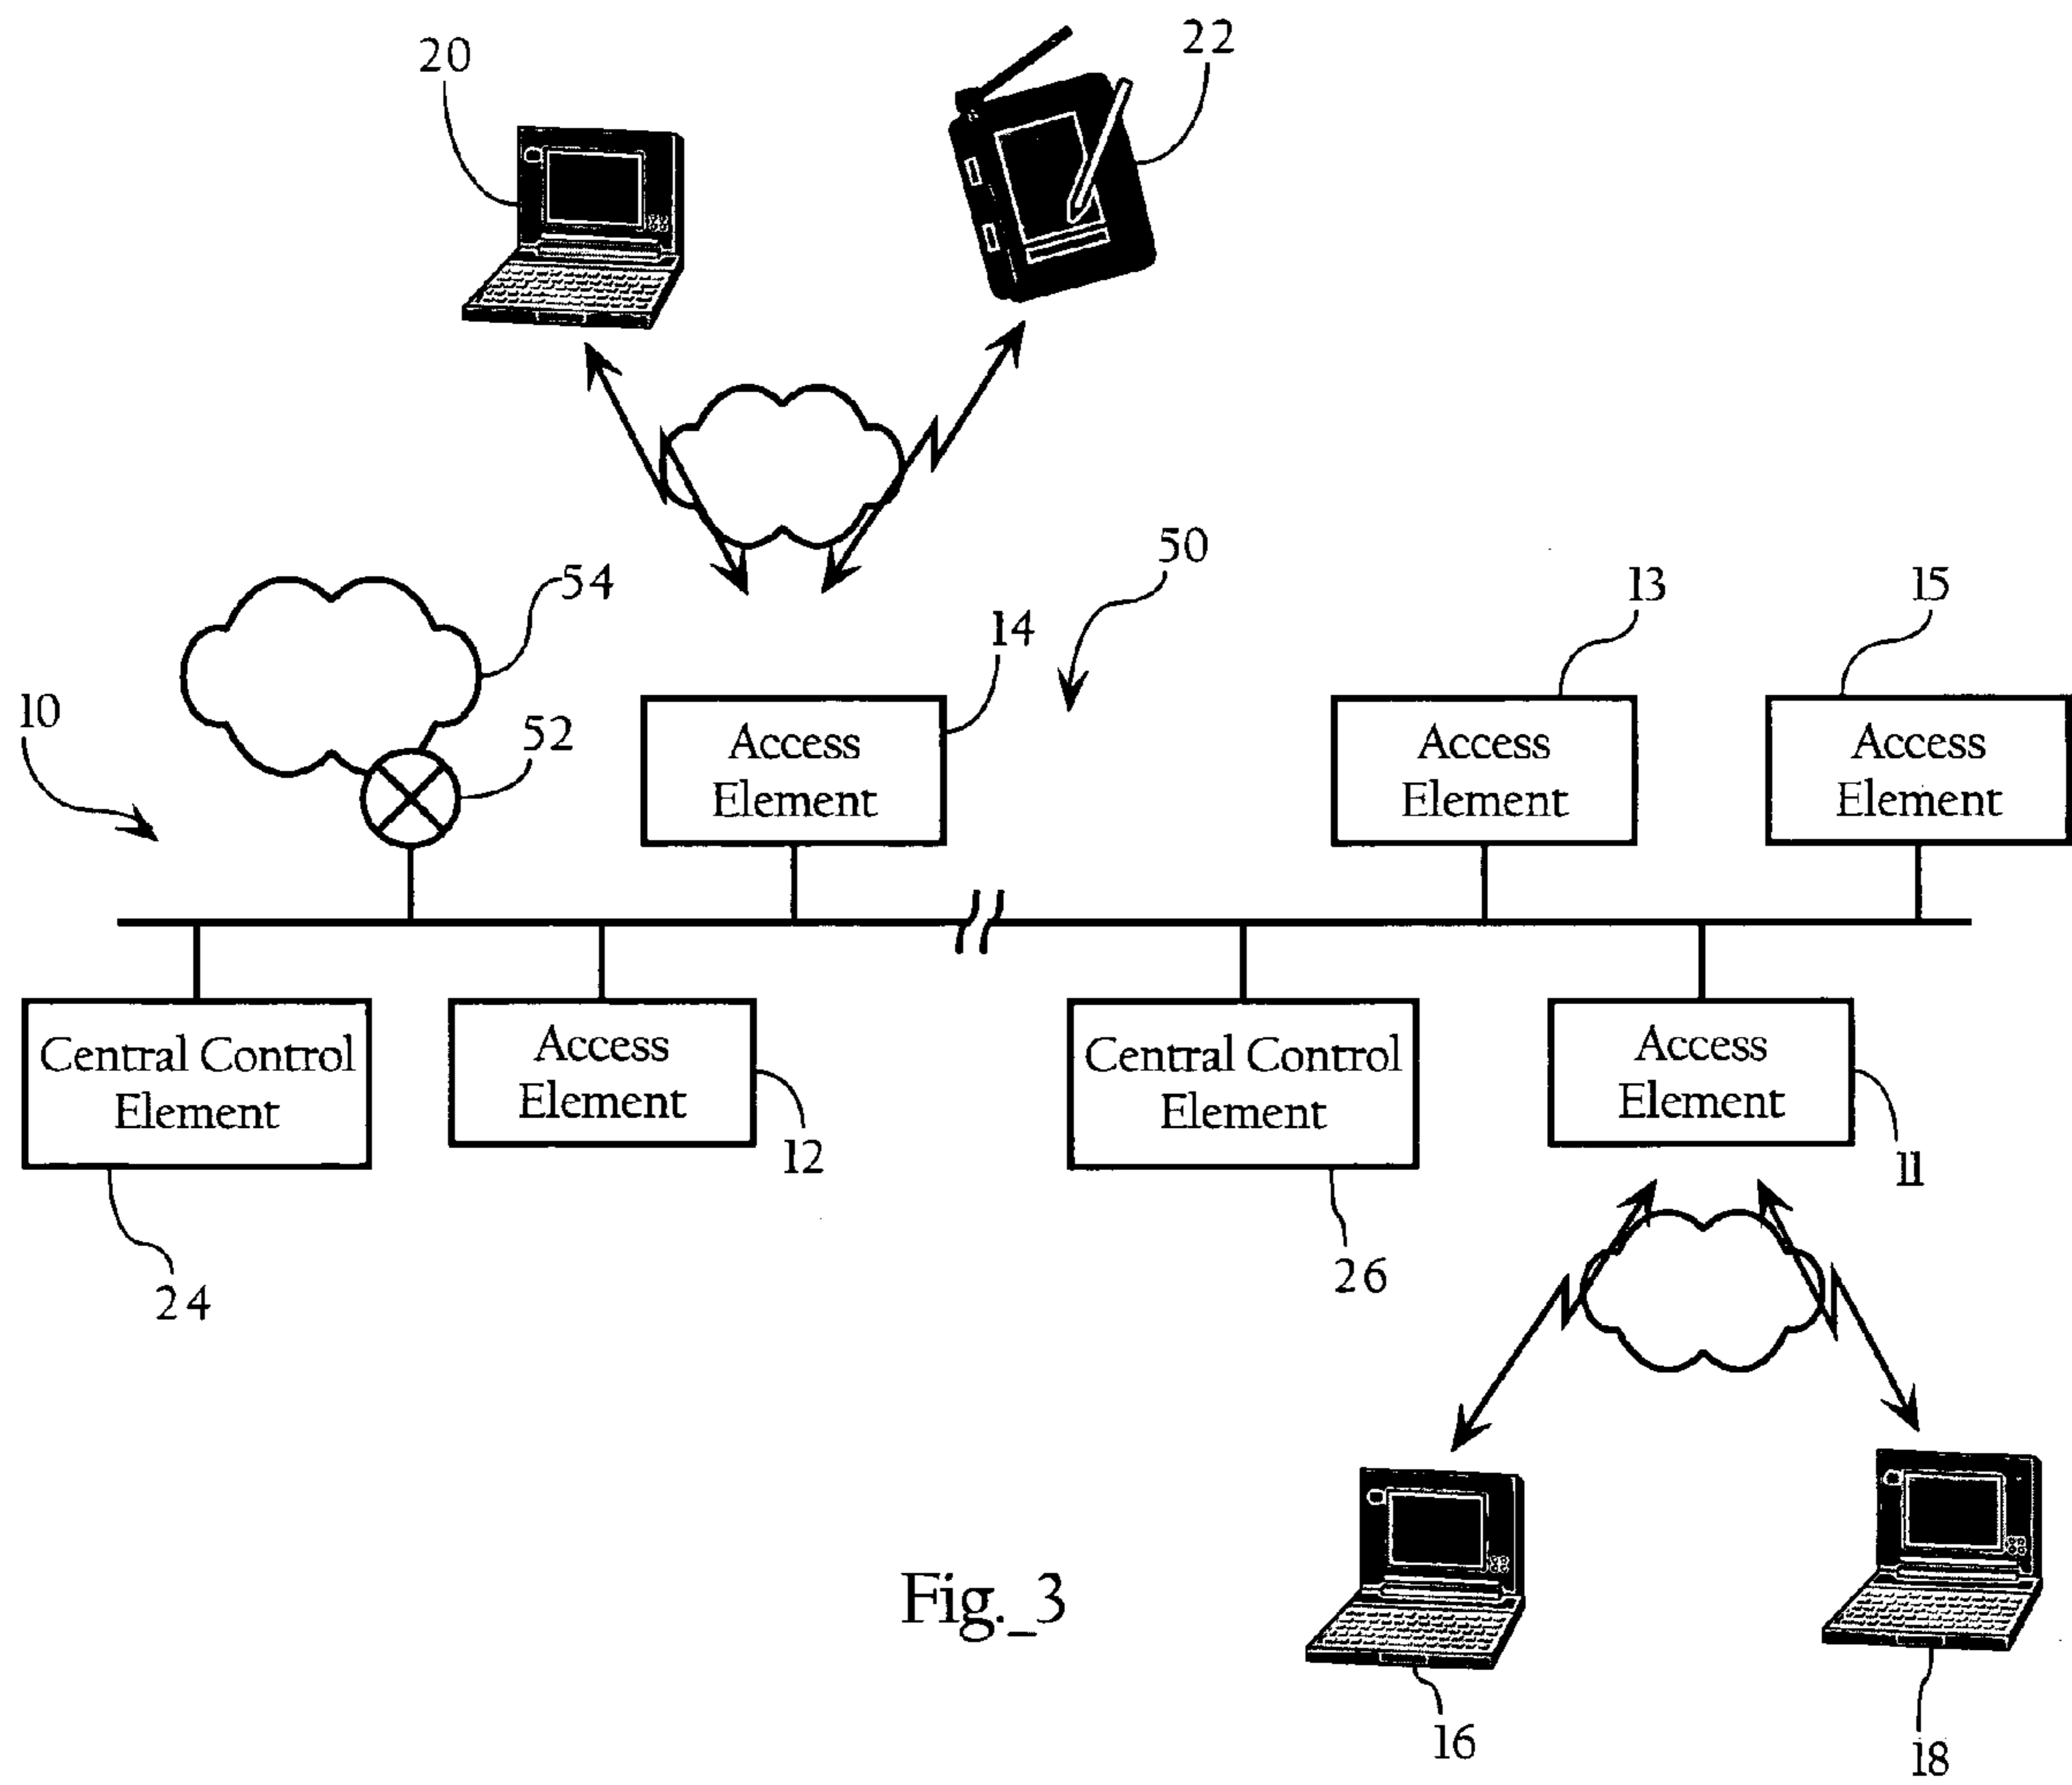 20
22
54
50
14
13
15
10
52
Access
Element
Access
Element
Access
Element
Central Control
Element
Access
Element
12
Central Control
Element
Access
Element
11
24
26
Fig._3
16
18